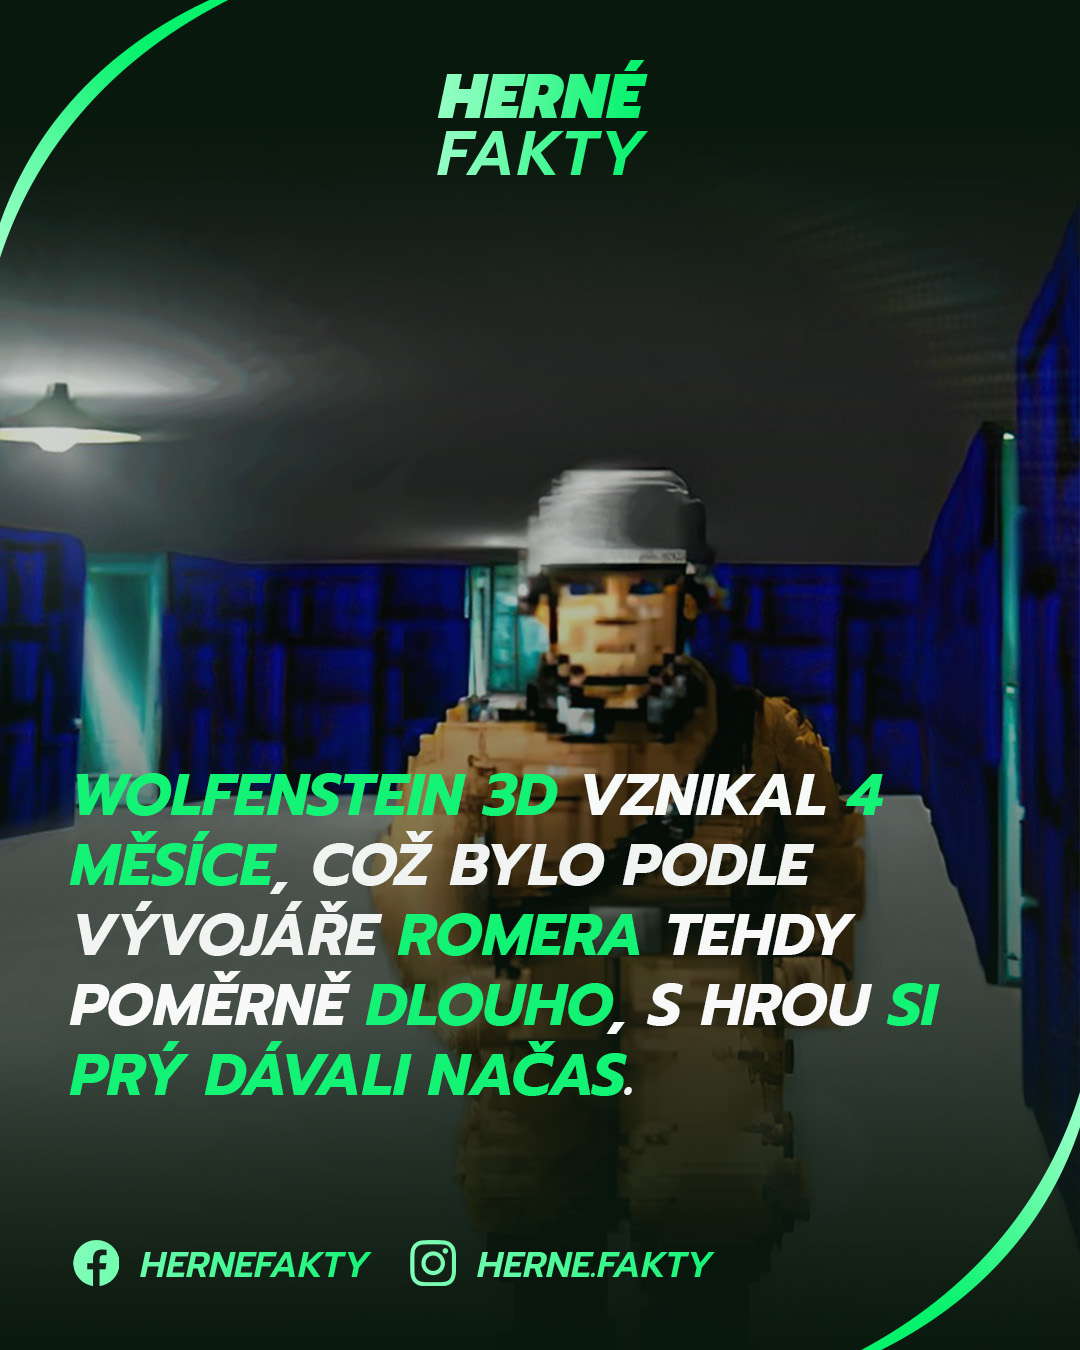 HERNÉ
FAKTY
WOLFENSTEIN 3D VZNIKAL 4
MĚSÍCE, COŽ BYLO PODLE
VÝVOJÁŘE ROMERA TEHDY
POMĚRNĚ DLOUHO, S HROU SI
PRÝ DÁVALI NAČAS.
HERNEFAKTY HERNE.FAKTY